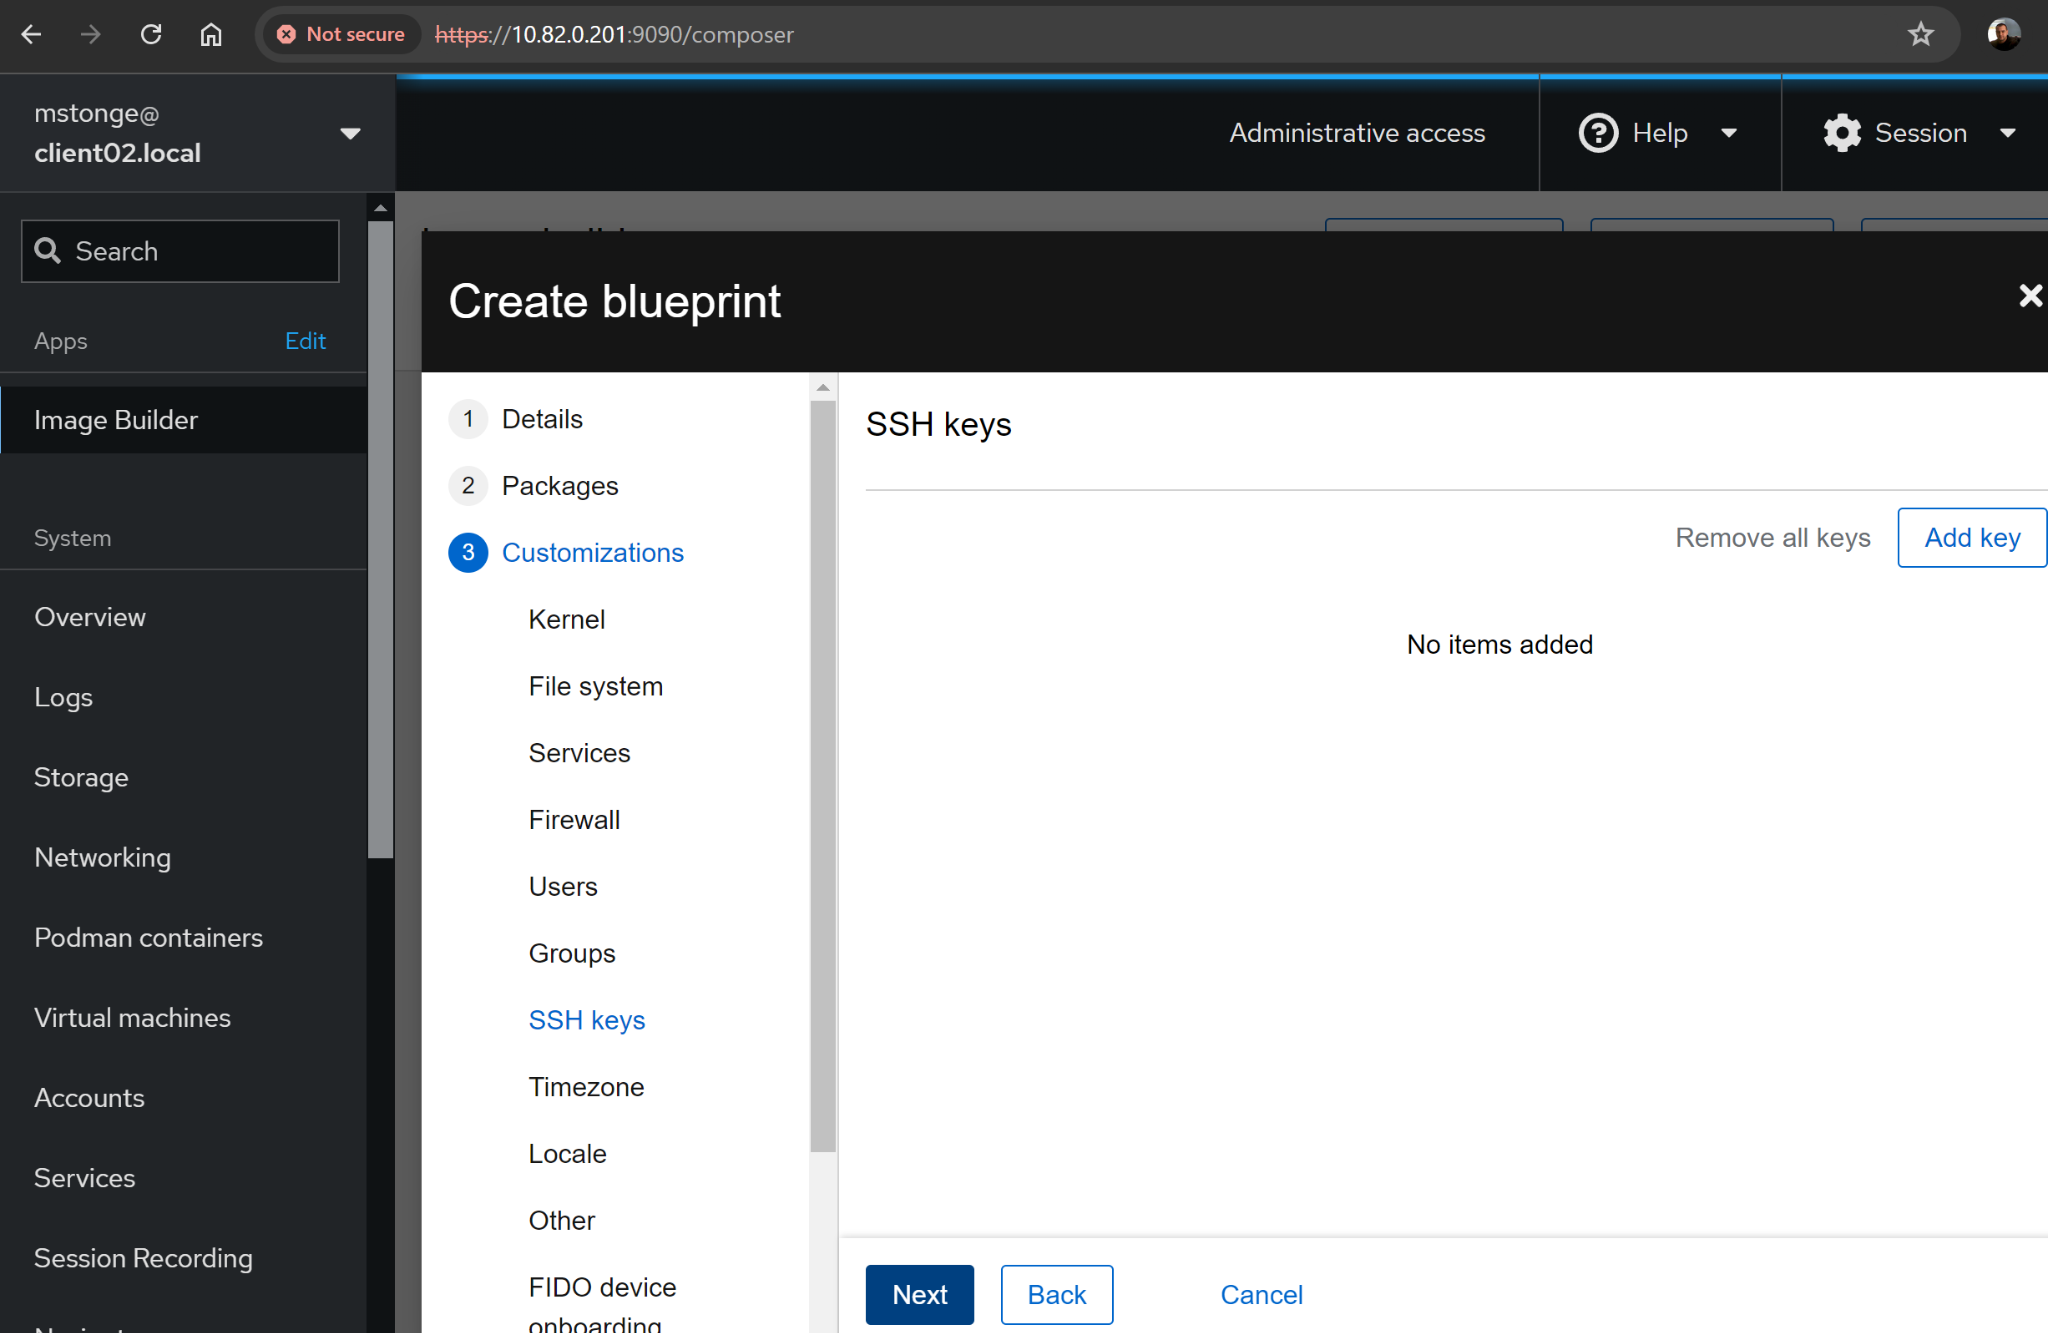 Not secure https://10.82.0.201:9090/composer
mstonge@
client02.local
Administrative access
Help
Session
Search
Apps
Edit
Image Builder
System
Overview
Logs
Storage
Networking
Podman containers
Virtual machines
Accounts
Services
Session Recording
Create blueprint
1 Details
2 Packages
3 Customizations
Kernel
File system
Services
Firewall
Users
Groups
SSH keys
Timezone
Locale
Other
FIDO device
onboarding
SSH keys
Remove all keys
Add key
No items added
Next
Back
Cancel